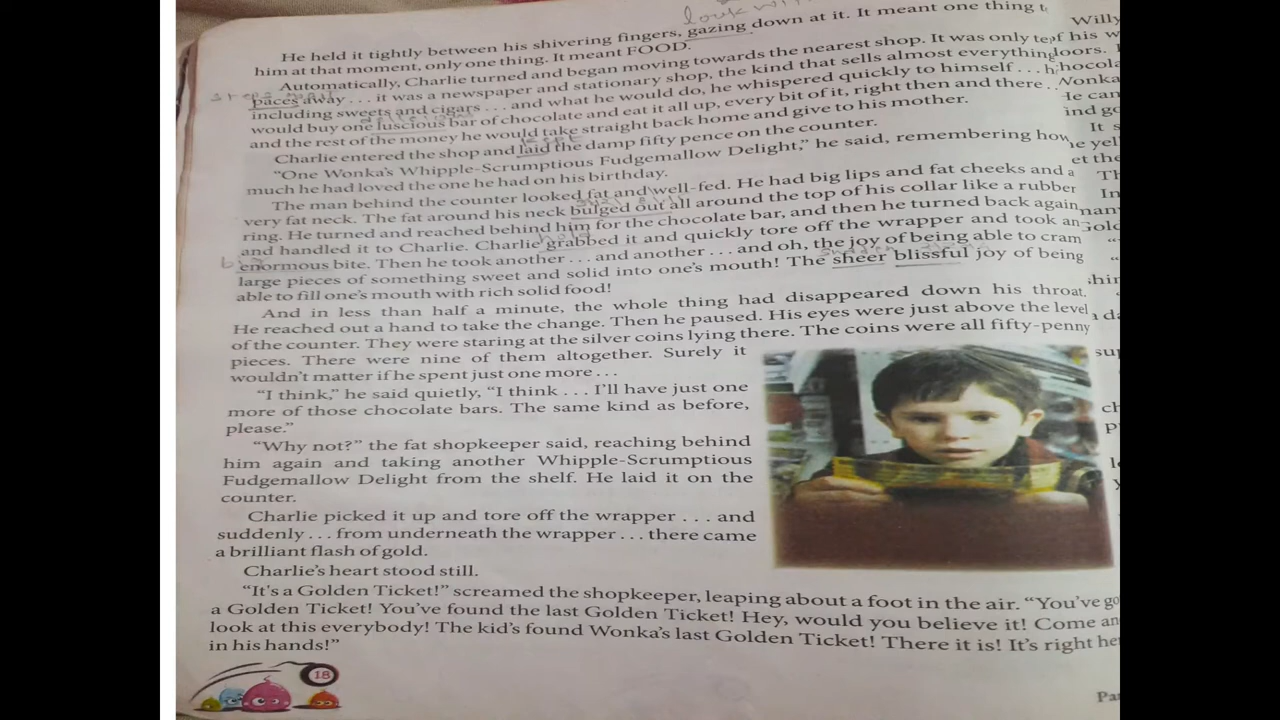 look wi
He held it tightly between his shivering fingers, gazing down at it. It meant one thing t
him at that moment, only one thing. It meant FOOD.
Automatically, Charlie turned and began moving towards the nearest shop. It was only te
paces away . . . it was a newspaper and stationary shop, the kind that sells almost everything
including sweets and cigars . . . and what he would do, he whispered quickly to himself . . . h
would buy one luscious bar of chocolate and eat it all up, every bit of it, right then and there . .
and the rest of the money he would take straight back home and give to his mother.
Charlie entered the shop and laid the damp fifty pence on the counter.
"One Wonka's Whipple-Scrumptious Fudgemallow Delight," he said, remembering how
much he had loved the one he had on his birthday.
The man behind the counter looked fat and well-fed. He had big lips and fat cheeks and a
very fat neck. The fat around his neck bulged out all around the top of his collar like a rubber
ring. He turned and reached behind him for the chocolate bar, and then he turned back again
and handled it to Charlie. Charlie grabbed it and quickly tore off the wrapper and took an
enormous bite. Then he took another . . . and another . . . and oh, the joy of being able to cram
large pieces of something sweet and solid into one's mouth! The sheer blissful joy of being
able to fill one's mouth with rich solid food!
And in less than half a minute, the whole thing had disappeared down his throat.
He reached out a hand to take the change. Then he paused. His eyes were just above the level
of the counter. They were staring at the silver coins lying there. The coins were all fifty-penny
pieces. There were nine of them altogether. Surely it
wouldn't matter if he spent just one more . . .
"I think," he said quietly, "I think . . . I'll have just one
more of those chocolate bars. The same kind as before,
please."
"Why not?" the fat shopkeeper said, reaching behind
him again and taking another Whipple-Scrumptious
Fudgemallow Delight from the shelf. He laid it on the
counter.
Charlie picked it up and tore off the wrapper . . . and
suddenly . . . from underneath the wrapper . . . there came
a brilliant flash of gold.
Charlie's heart stood still.
"It's a Golden Ticket!" screamed the shopkeeper, leaping about a foot in the air. "You've go
a Golden Ticket! You've found the last Golden Ticket! Hey, would you believe it! Come an
look at this everybody! The kid's found Wonka's last Golden Ticket! There it is! It's right he
in his hands!"
18
Willy
of his w
doors.
hocola
Wonka
He can
ind go
It s
et the
Th
In
Gold
sup
Pa